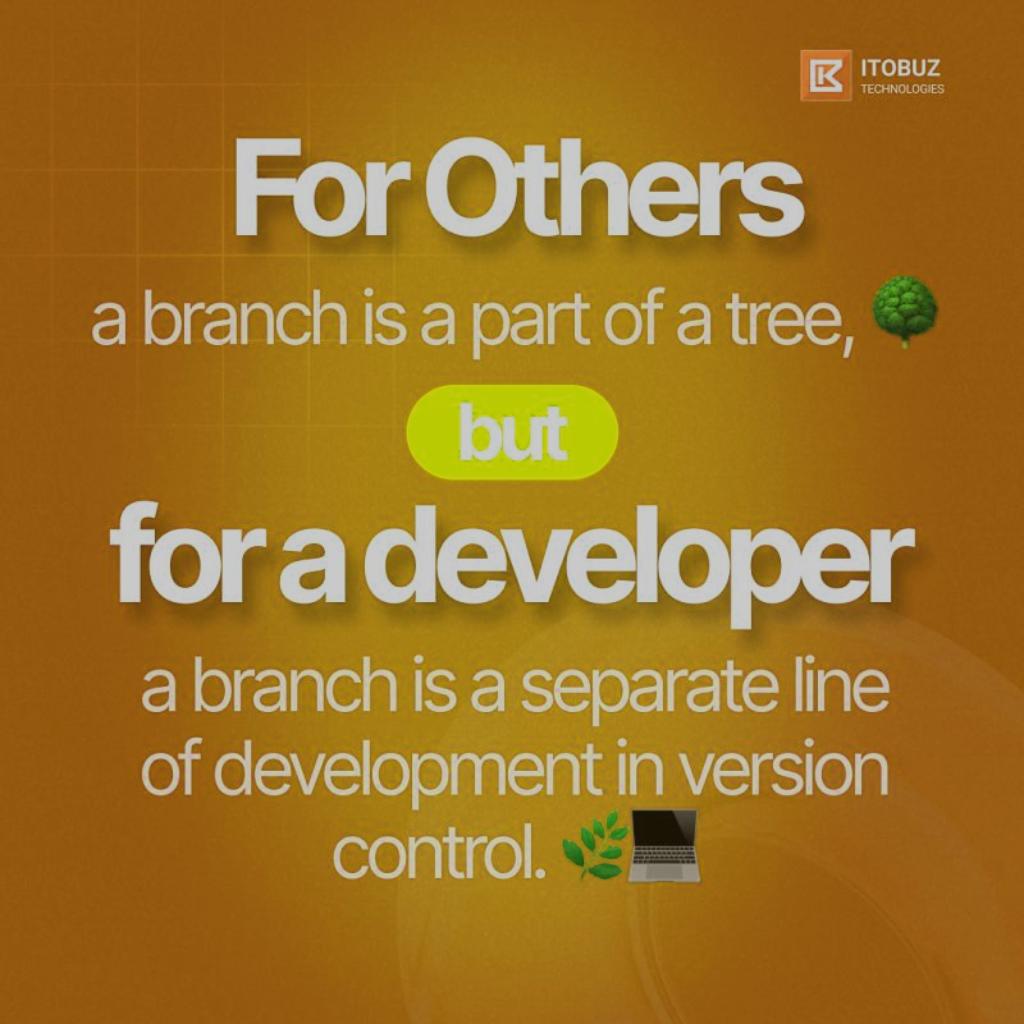 ITOBUZ
TECHNOLOGIES
For Others
a branch is a part of a tree, 🌳
but
for a developer
a branch is a separate line
of development in version
control. 🌿💻